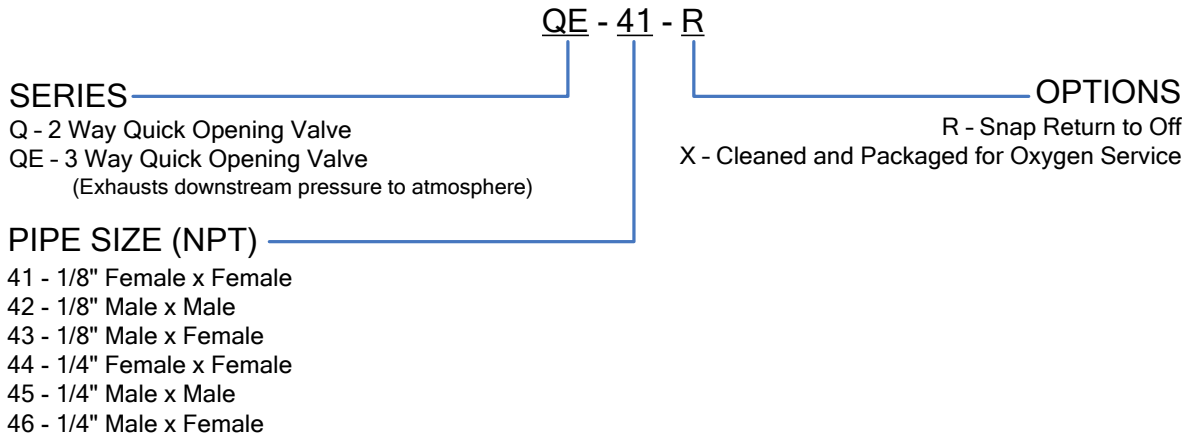 QE - 41 - R
SERIES
Q - 2 Way Quick Opening Valve
QE - 3 Way Quick Opening Valve
(Exhausts downstream pressure to atmosphere)
OPTIONS
R - Snap Return to Off
X - Cleaned and Packaged for Oxygen Service
PIPE SIZE (NPT)
41 - 1/8" Female x Female
42 - 1/8" Male x Male
43 - 1/8" Male x Female
44 - 1/4" Female x Female
45 - 1/4" Male x Male
46 - 1/4" Male x Female